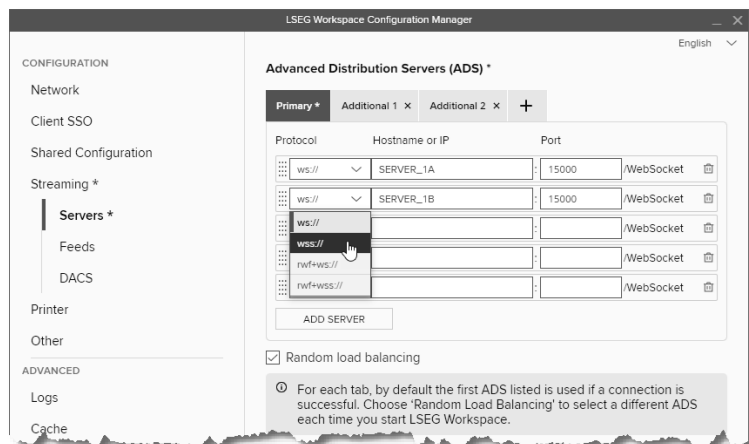 LSEG Workspace Configuration Manager
English
CONFIGURATION
Network
Client SSO
Shared Configuration
Streaming *
Servers *
Feeds
DACS
Printer
Other
ADVANCED
Logs
Cache
Advanced Distribution Servers (ADS) *
Primary * Additional 1 × Additional 2 × +
Protocol Hostname or IP Port
ws:// SERVER_1A : 15000 /WebSocket
ws:// SERVER_1B : 15000 /WebSocket
ws:// : /WebSocket
wss:// : /WebSocket
rwf+ws://
rwf+wss:// : /WebSocket
ADD SERVER
Random load balancing
For each tab, by default the first ADS listed is used if a connection is
successful. Choose ‘Random Load Balancing’ to select a different ADS
each time you start LSEG Workspace.